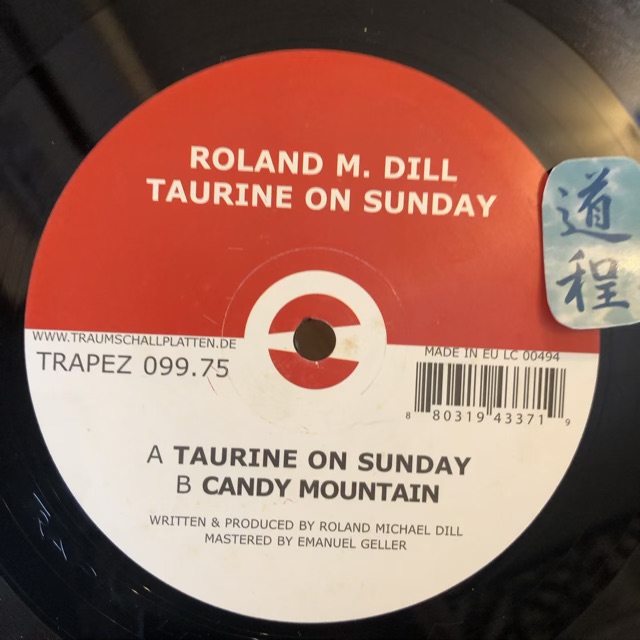 ROLAND M. DILL
TAURINE ON SUNDAY
道
程
WWW.TRAUMSCHALLPLATTEN.DE
TRAPEZ 099.75
MADE IN EU LC 00494
8 80319 43371 9
A TAURINE ON SUNDAY
B CANDY MOUNTAIN
WRITTEN & PRODUCED BY ROLAND MICHAEL DILL
MASTERED BY EMANUEL GELLER